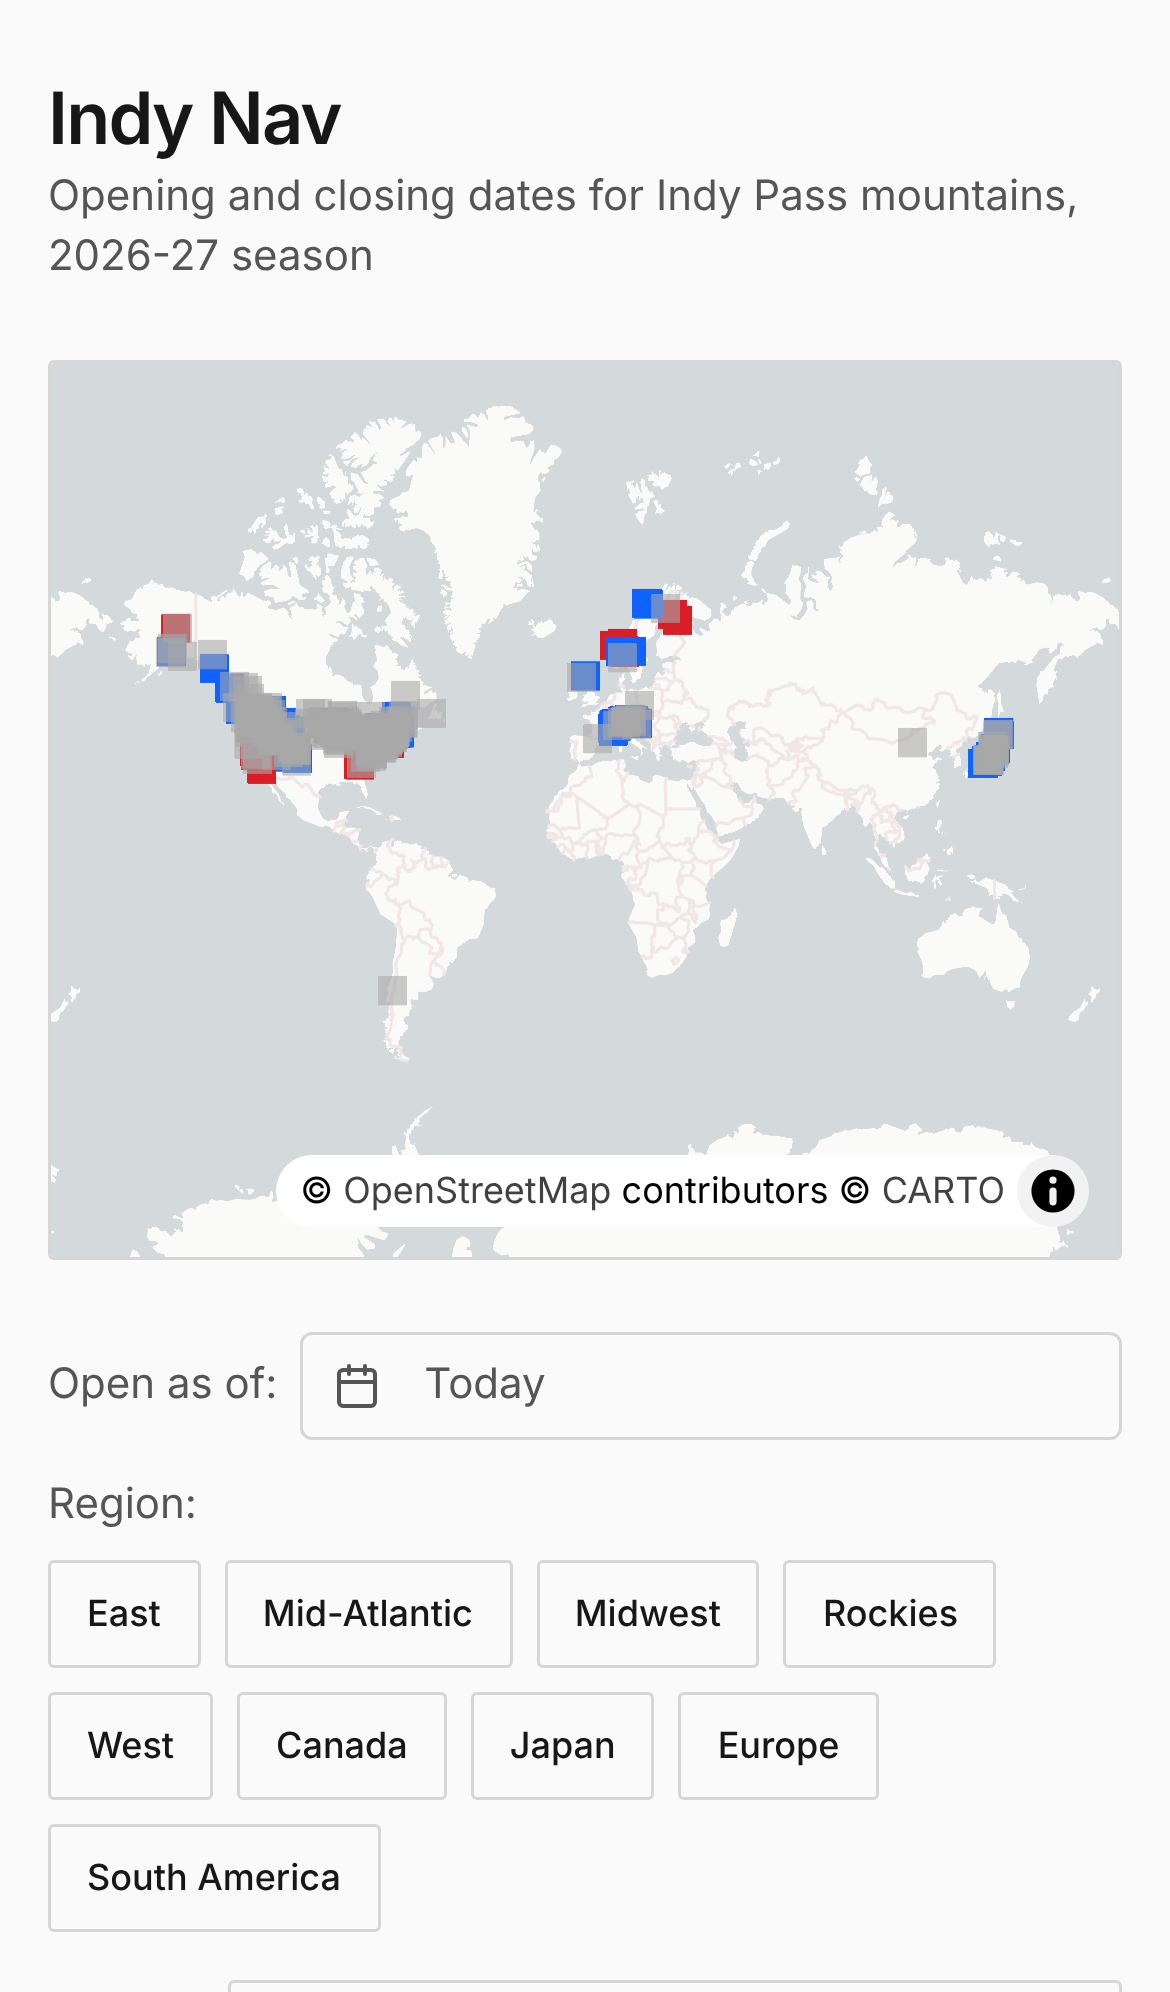 Indy Nav
Opening and closing dates for Indy Pass mountains,
2026-27 season
© OpenStreetMap contributors © CARTO
Open as of:
Today
Region:
East
Mid-Atlantic
Midwest
Rockies
West
Canada
Japan
Europe
South America